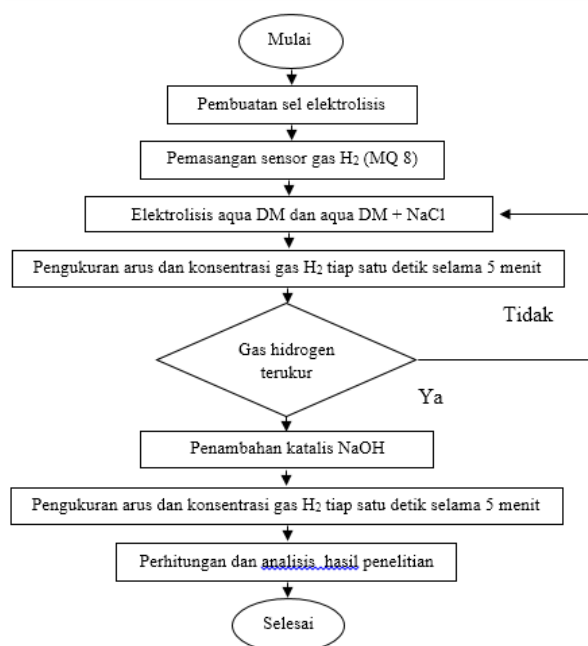 Mulai
Pembuatan sel elektrolisis
Pemasangan sensor gas H₂ (MQ 8)
Elektrolisis aqua DM dan aqua DM + NaCl
Pengukuran arus dan konsentrasi gas H₂ tiap satu detik selama 5 menit
Tidak
Gas hidrogen
terukur
Ya
Penambahan katalis NaOH
Pengukuran arus dan konsentrasi gas H₂ tiap satu detik selama 5 menit
Perhitungan dan analisis hasil penelitian
Selesai